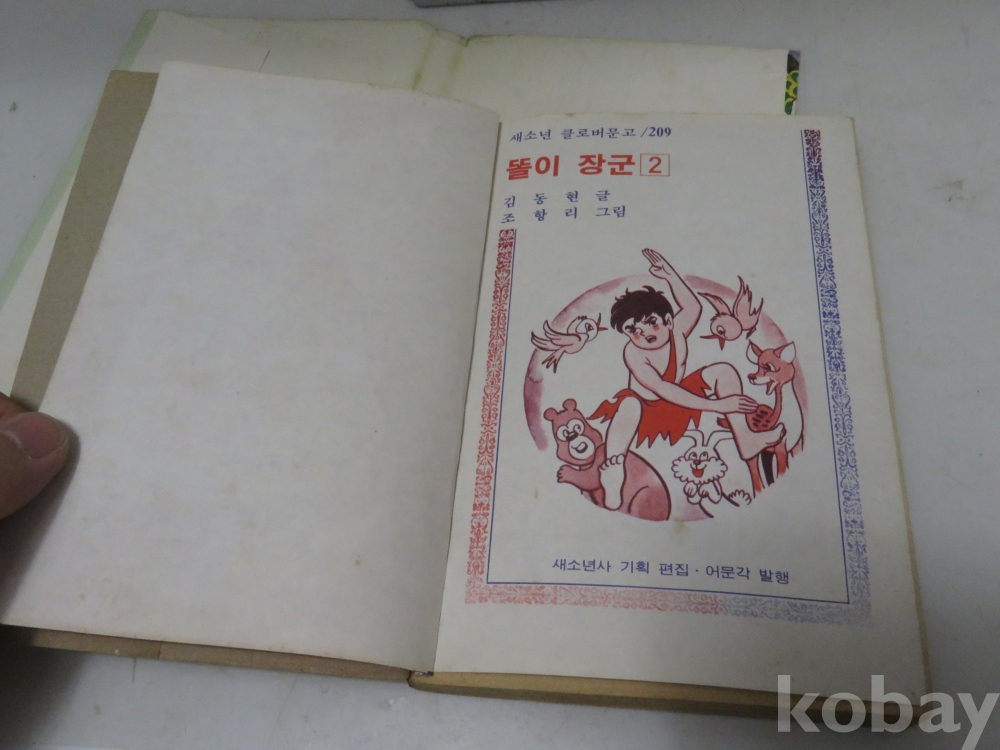 새소년 클로버문고/209
똘이 장군 2
김동현 글
조항리 그림
새소년사 기획 편집·어문각 발행
kobay